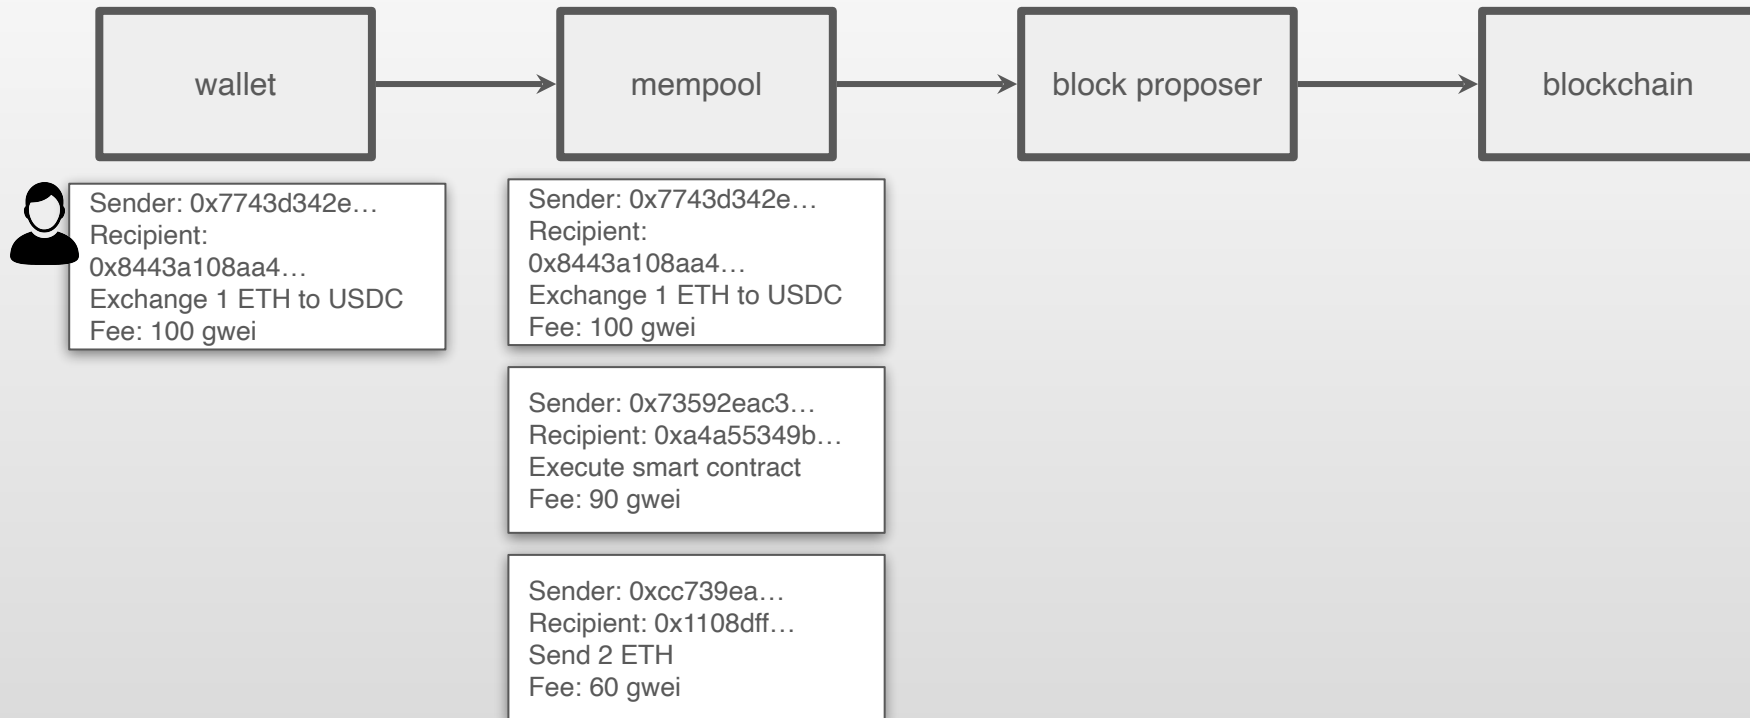 wallet
mempool
block proposer
blockchain
Sender: 0x7743d342e…
Recipient:
0x8443a108aa4…
Exchange 1 ETH to USDC
Fee: 100 gwei
Sender: 0x7743d342e…
Recipient:
0x8443a108aa4…
Exchange 1 ETH to USDC
Fee: 100 gwei
Sender: 0x73592eac3…
Recipient: 0xa4a55349b…
Execute smart contract
Fee: 90 gwei
Sender: 0xcc739ea…
Recipient: 0x1108dff…
Send 2 ETH
Fee: 60 gwei